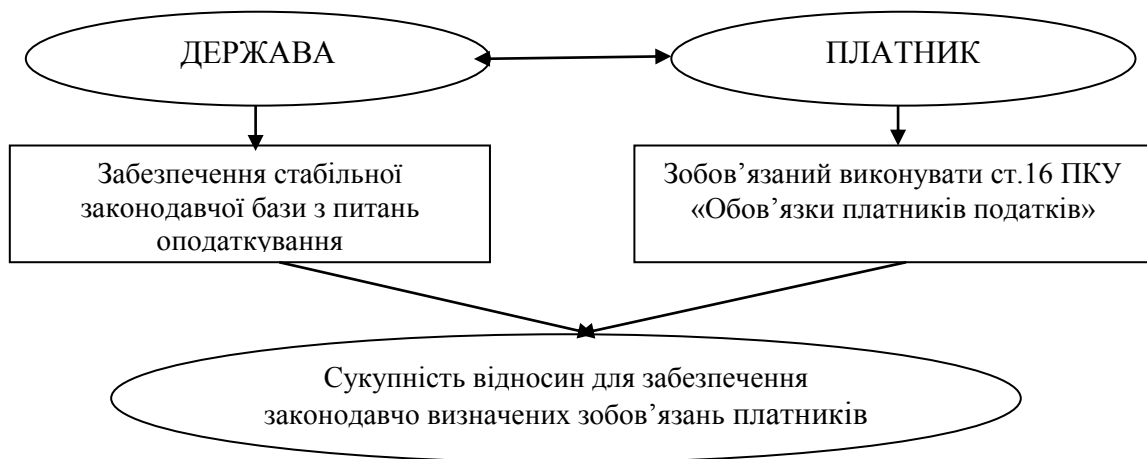 ДЕРЖАВА
ПЛАТНИК
Забезпечення стабільної
законодавчої бази з питань
оподаткування
Зобов’язаний виконувати ст.16 ПКУ
«Обов’язки платників податків»
Сукупність відносин для забезпечення
законодавчо визначених зобов’язань платників